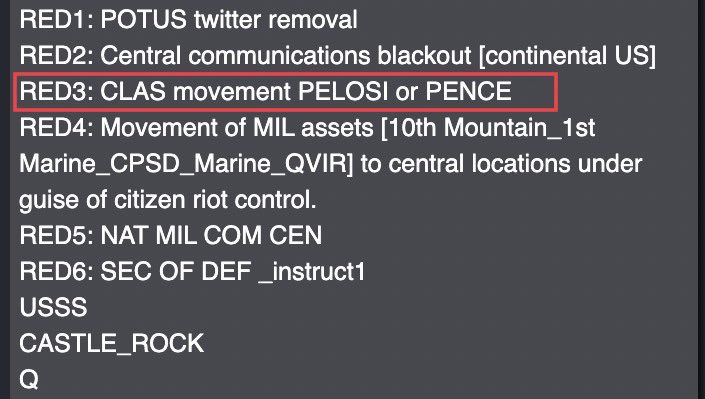 RED1: POTUS twitter removal
RED2: Central communications blackout [continental US]
RED3: CLAS movement PELOSI or PENCE
RED4: Movement of MIL assets [10th Mountain_1st
Marine_CPSD_Marine_QVIR] to central locations under
guise of citizen riot control.
RED5: NAT MIL COM CEN
RED6: SEC OF DEF _instruct1
USSS
CASTLE_ROCK
Q